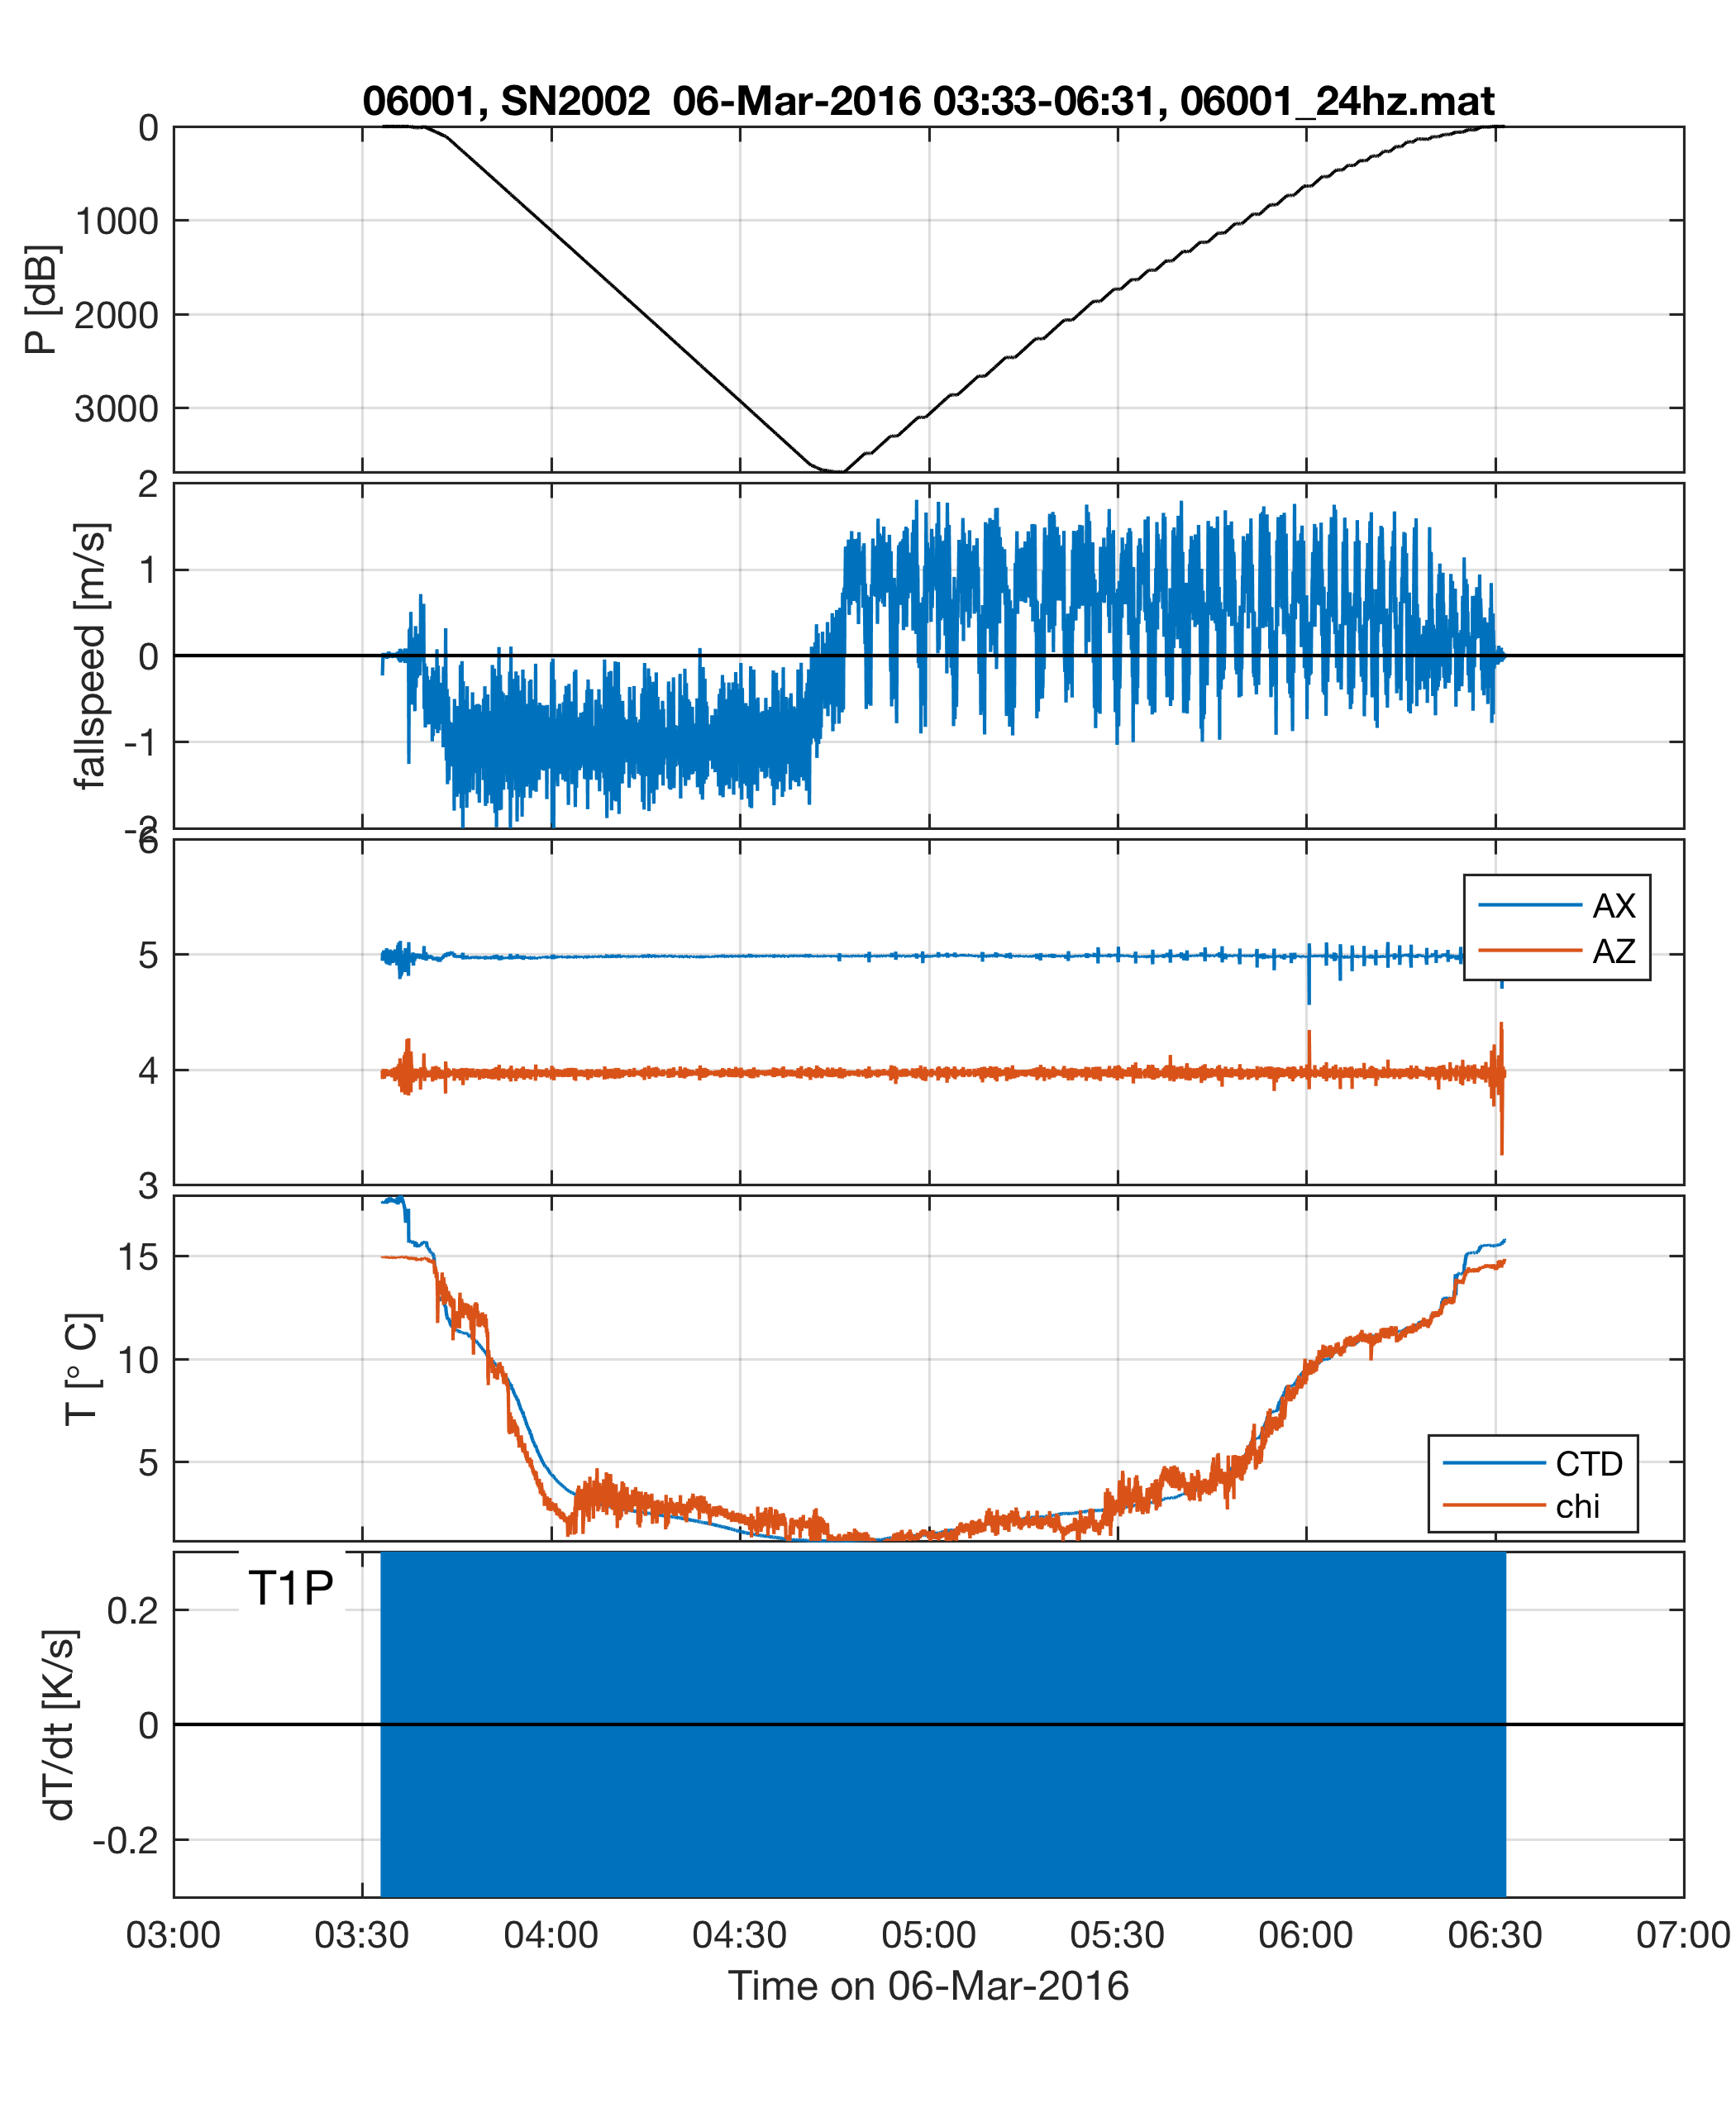 06001, SN2002  06-Mar-2016 03:33-06:31, 06001_24hz.mat
0
1000
2000
3000
P [dB]
2
1
0
-1
-2
fallspeed [m/s]
6
5
4
3
AX
AZ
15
10
5
T [° C]
CTD
chi
T1P
0.2
0
-0.2
dT/dt [K/s]
03:00 03:30 04:00 04:30 05:00 05:30 06:00 06:30 07:00
Time on 06-Mar-2016